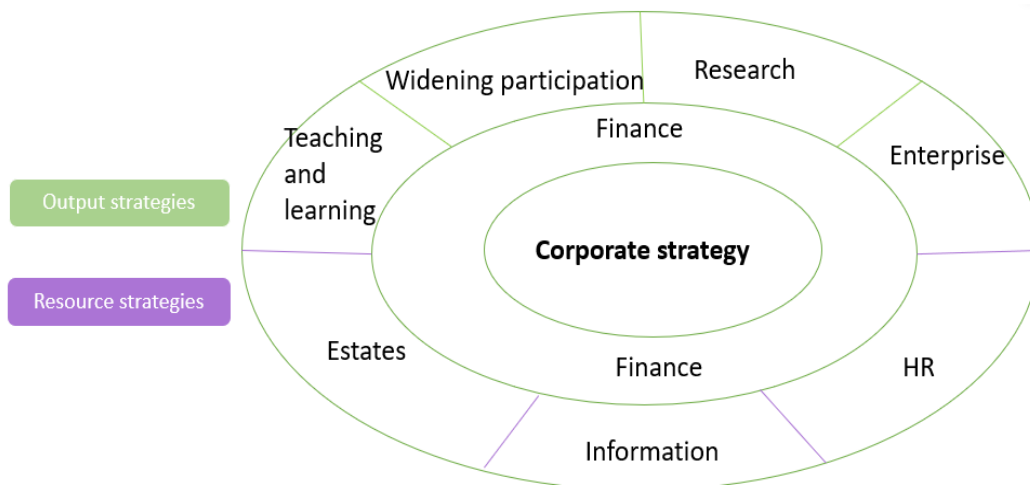 Widening participation
Research
Teaching
and
learning
Finance
Enterprise
Output strategies
Corporate strategy
Resource strategies
Estates
Finance
HR
Information